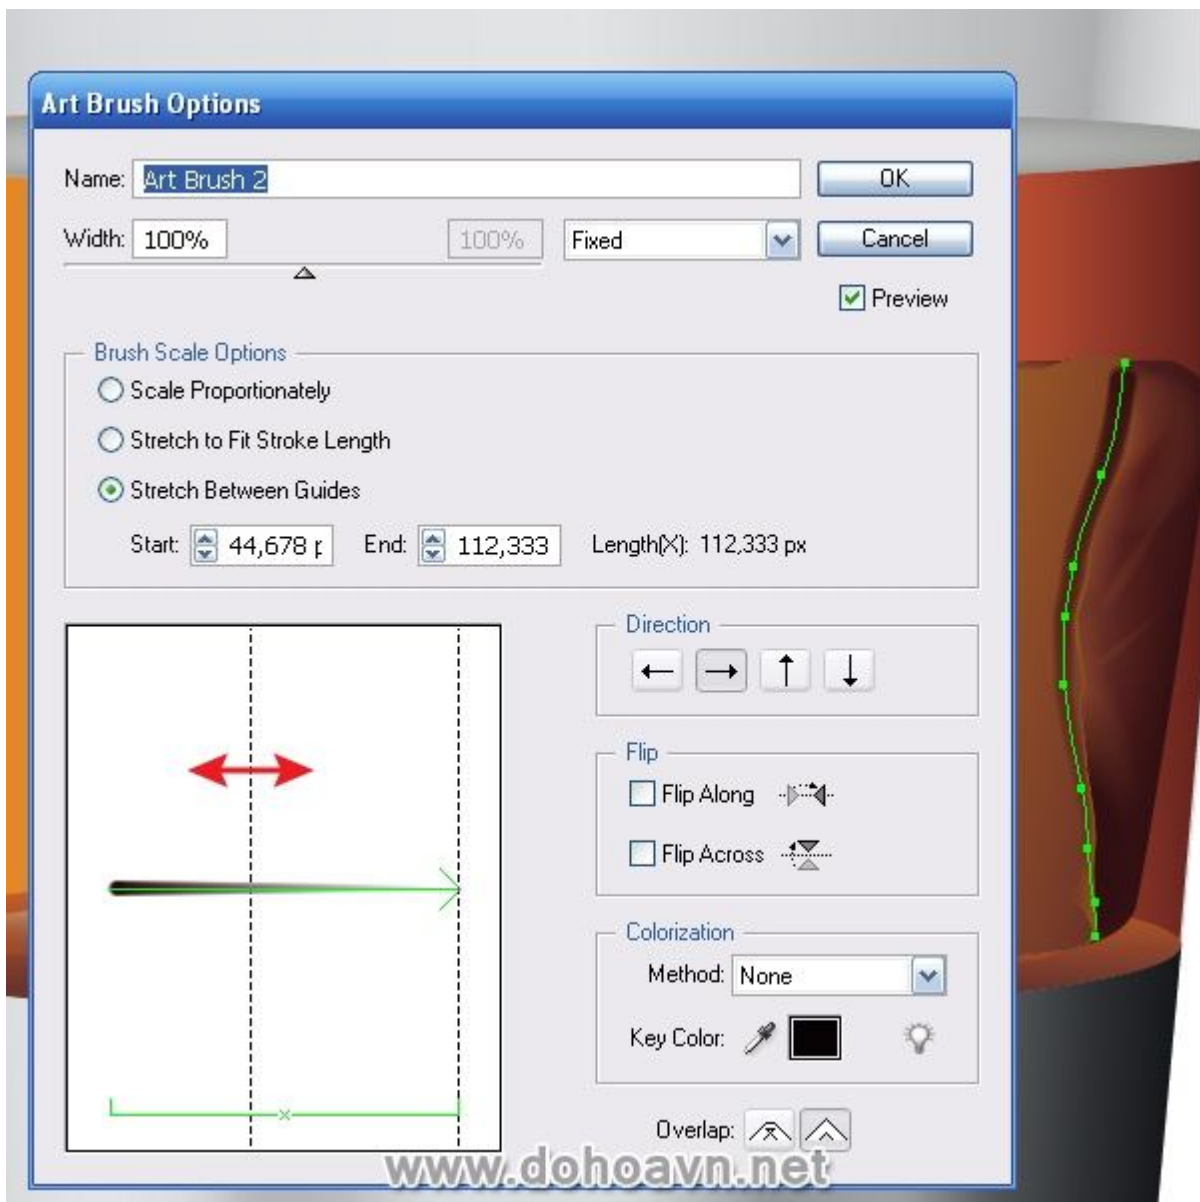 Art Brush Options
Name: Art Brush 2 OK
Width: 100% 100% Fixed Cancel
Preview
Brush Scale Options
Scale Proportionately
Stretch to Fit Stroke Length
Stretch Between Guides
Start: 44,678 p End: 112,333 Length(X): 112,333 px
Direction
Flip
Flip Along
Flip Across
Colorization
Method: None
Key Color:
Overlap:
www.dohoavn.net